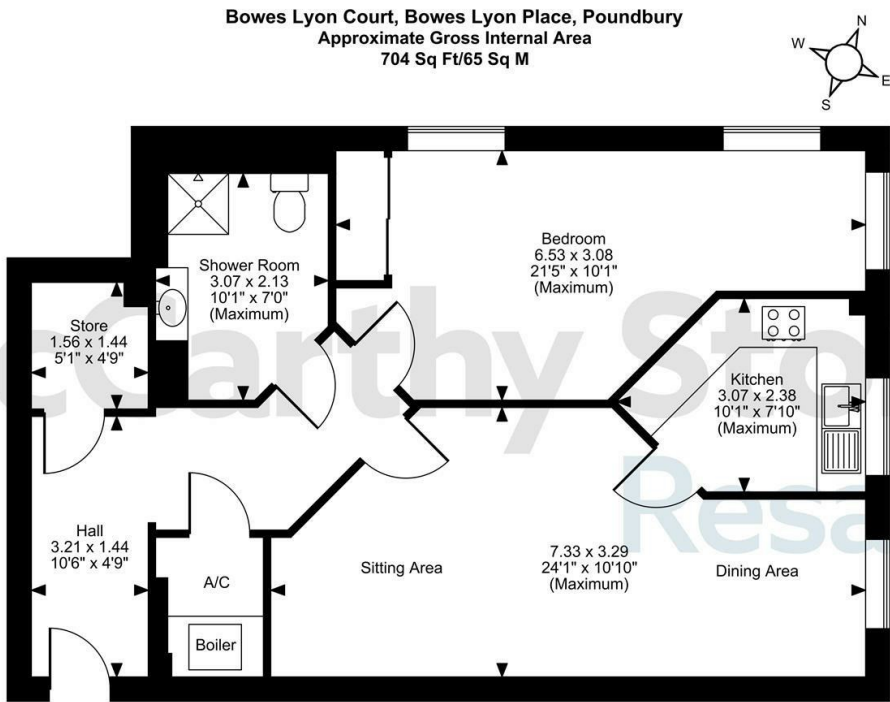 Bowes Lyon Court, Bowes Lyon Place, Poundbury
Approximate Gross Internal Area
704 Sq Ft/65 Sq M
N
W
E
S
Bedroom
6.53 x 3.08
21'5" x 10'1"
(Maximum)
Shower Room
3.07 x 2.13
10'1" x 7'0"
(Maximum)
Store
1.56 x 1.44
5'1" x 4'9"
Kitchen
3.07 x 2.38
10'1" x 7'10"
(Maximum)
Hall
3.21 x 1.44
10'6" x 4'9"
A/C
Boiler
Sitting Area
7.33 x 3.29
24'1" x 10'10"
(Maximum)
Dining Area
cCarthy Sto
Resa